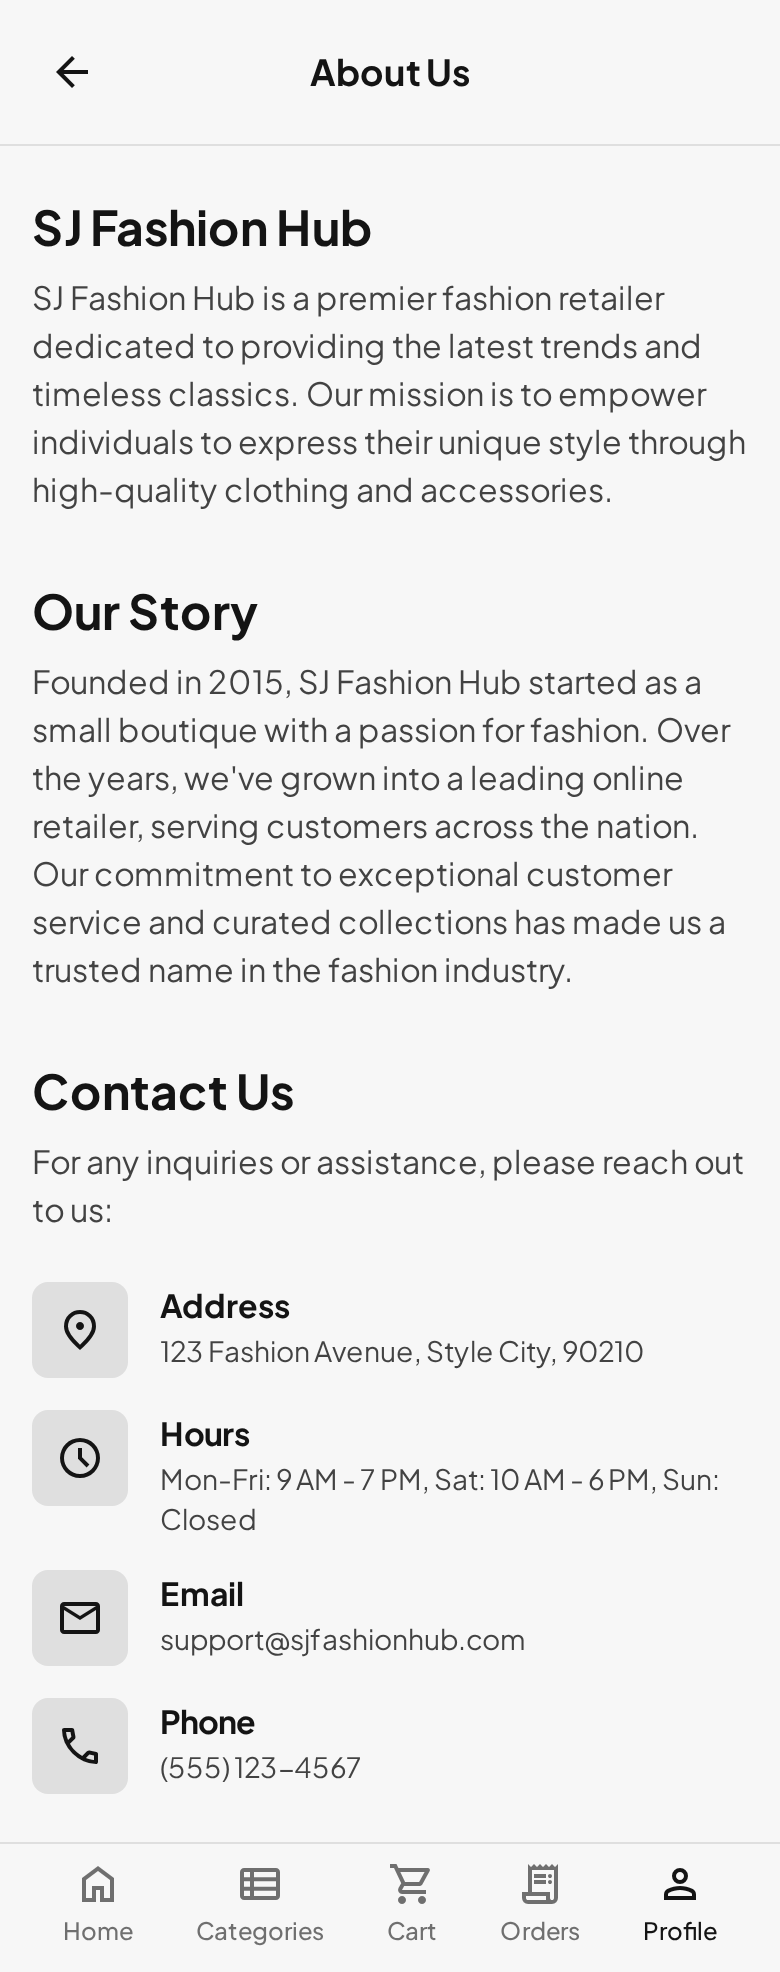 About Us
SJ Fashion Hub
SJ Fashion Hub is a premier fashion retailer
dedicated to providing the latest trends and
timeless classics. Our mission is to empower
individuals to express their unique style through
high-quality clothing and accessories.
Our Story
Founded in 2015, SJ Fashion Hub started as a
small boutique with a passion for fashion. Over
the years, we've grown into a leading online
retailer, serving customers across the nation.
Our commitment to exceptional customer
service and curated collections has made us a
trusted name in the fashion industry.
Contact Us
For any inquiries or assistance, please reach out
to us:
Address
123 Fashion Avenue, Style City, 90210
Hours
Mon-Fri: 9 AM - 7 PM, Sat: 10 AM - 6 PM, Sun:
Closed
Email
support@sjfashionhub.com
Phone
(555) 123-4567
Home
Categories
Cart
Orders
Profile